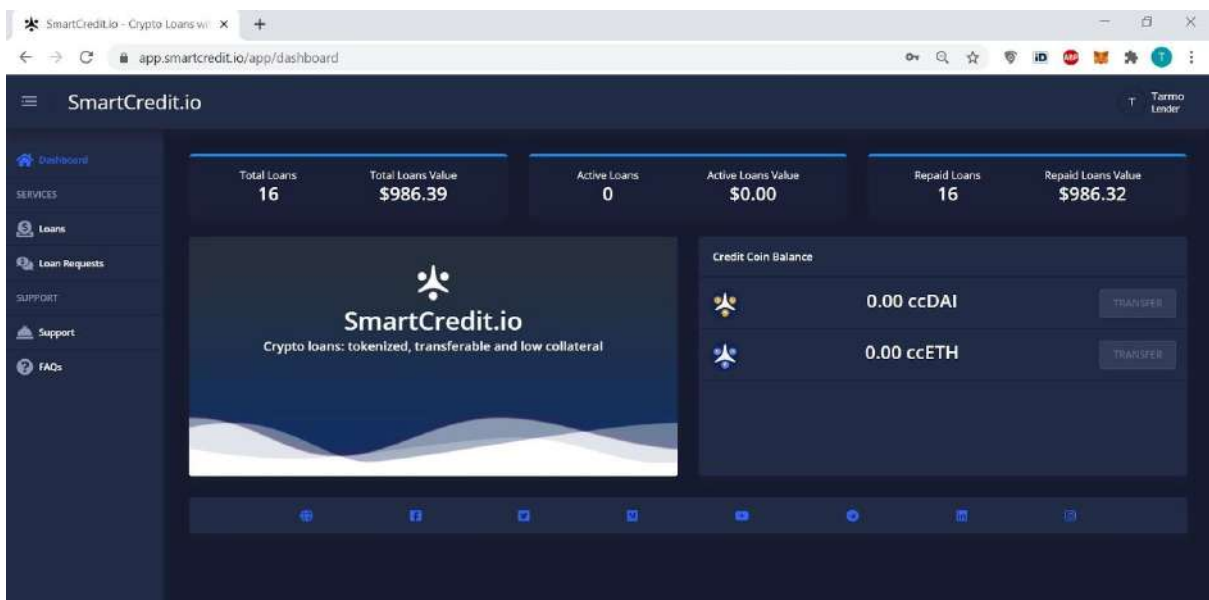 SmartCredit.io - Crypto Loans wi
app.smartcredit.io/app/dashboard
iD
ABP
T
SmartCredit.io
T
Tarmo
Lender
Dashboard
SERVICES
Loans
Loan Requests
SUPPORT
Support
FAQs
Total Loans
16
Total Loans Value
$986.39
Active Loans
0
Active Loans Value
$0.00
Repaid Loans
16
Repaid Loans Value
$986.32
SmartCredit.io
Crypto loans: tokenized, transferable and low collateral
Credit Coin Balance
0.00 ccDAI
TRANSFER
0.00 ccETH
TRANSFER